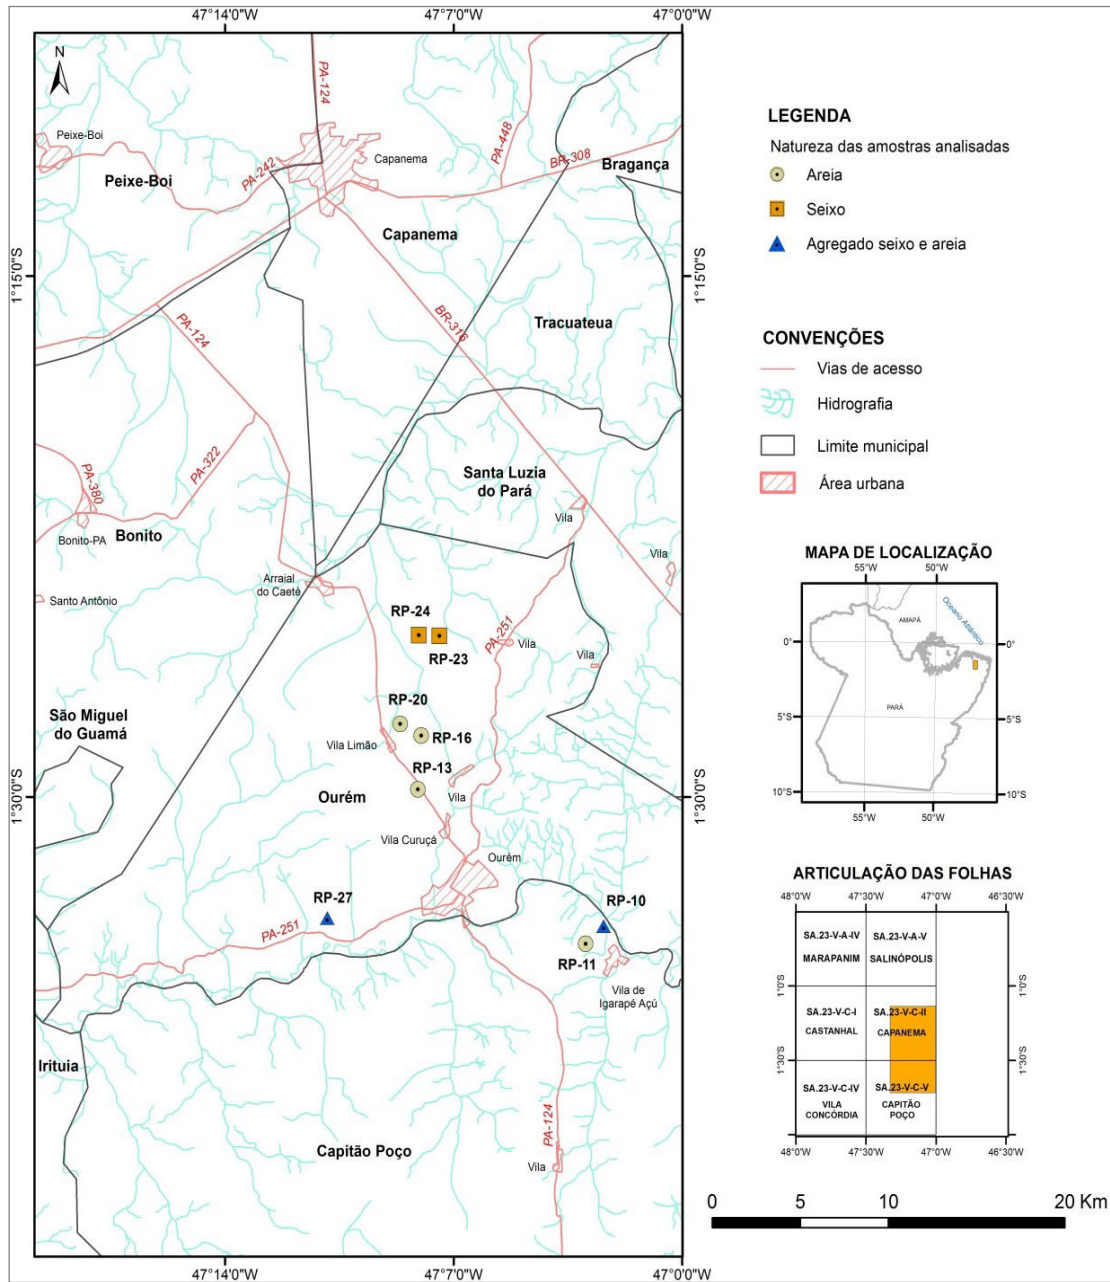 47°14'0"W
47°7'0"W
47°0'0"W
N
PA-124
PA-448
BR-308
Peixe-Boi
Capanema
PA-242
Bragança
Peixe-Boi
Capanema
1°15'0"S
1°15'0"S
PA-124
BR-316
Tracuateua
PA-322
PA-380
Santa Luzia
do Pará
Vila
Bonito-PA
Bonito
Vila
Arraial
do Caeté
Santo Antônio
RP-24
RP-23
PA-251
Vila
Vila
RP-20
RP-16
São Miguel
do Guamá
Vila Limão
RP-13
Vila
1°30'0"S
1°30'0"S
Ourém
Vila Curuçá
Ourém
RP-27
RP-10
PA-251
RP-11
Vila de
Igarapé Açú
Irituia
Capitão Poço
PA-124
Vila
47°14'0"W
47°7'0"W
47°0'0"W
LEGENDA
Natureza das amostras analisadas
Areia
Seixo
Agregado seixo e areia
CONVENÇÕES
Vias de acesso
Hidrografia
Limite municipal
Área urbana
MAPA DE LOCALIZAÇÃO
55°W
50°W
Oceano Atlântico
AMAPÁ
0°
0°
PARÁ
5°S
5°S
10°S
10°S
55°W
50°W
ARTICULAÇÃO DAS FOLHAS
48°0'W
47°30'W
47°0'W
46°30'W
SA.23-V-A-IV
MARAPANIM
SA.23-V-A-V
SALINÓPOLIS
1°0'S
1°0'S
SA.23-V-C-I
CASTANHAL
SA.23-V-C-II
CAPANEMA
1°30'S
1°30'S
SA.23-V-C-IV
VILA
CONCÓRDIA
SA.23-V-C-V
CAPITÃO
POÇO
48°0'W
47°30'W
47°0'W
46°30'W
0
5
10
20 Km